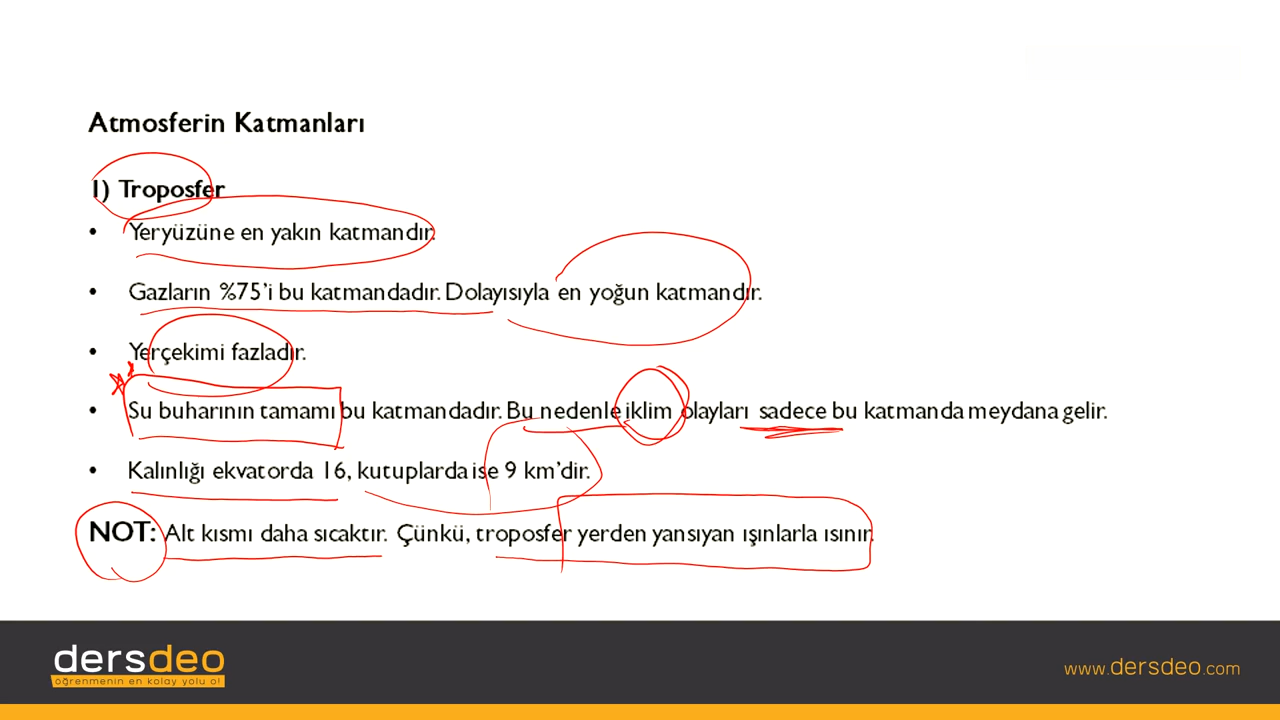 Atmosferin Katmanları
1) Troposfer
• Yeryüzüne en yakın katmandır.
• Gazların %75'i bu katmandadır. Dolayısıyla en yoğun katmandır.
• Yerçekimi fazladır.
• Su buharının tamamı bu katmandadır. Bu nedenle iklim olayları sadece bu katmanda meydana gelir.
• Kalınlığı ekvatorda 16, kutuplarda ise 9 km'dir.
NOT: Alt kısmı daha sıcaktır. Çünkü, troposfer yerden yansıyan ışınlarla ısınır.
dersdeo
öğrenmenin en kolay yolu o!
www.dersdeo.com